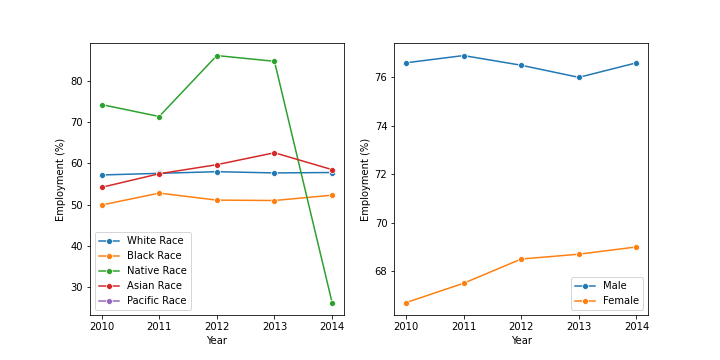 Employment (%)
80
70
60
50
40
30
White Race
Black Race
Native Race
Asian Race
Pacific Race
2010 2011 2012 2013 2014
Year
Employment (%)
76
74
72
70
68
Male
Female
2010 2011 2012 2013 2014
Year